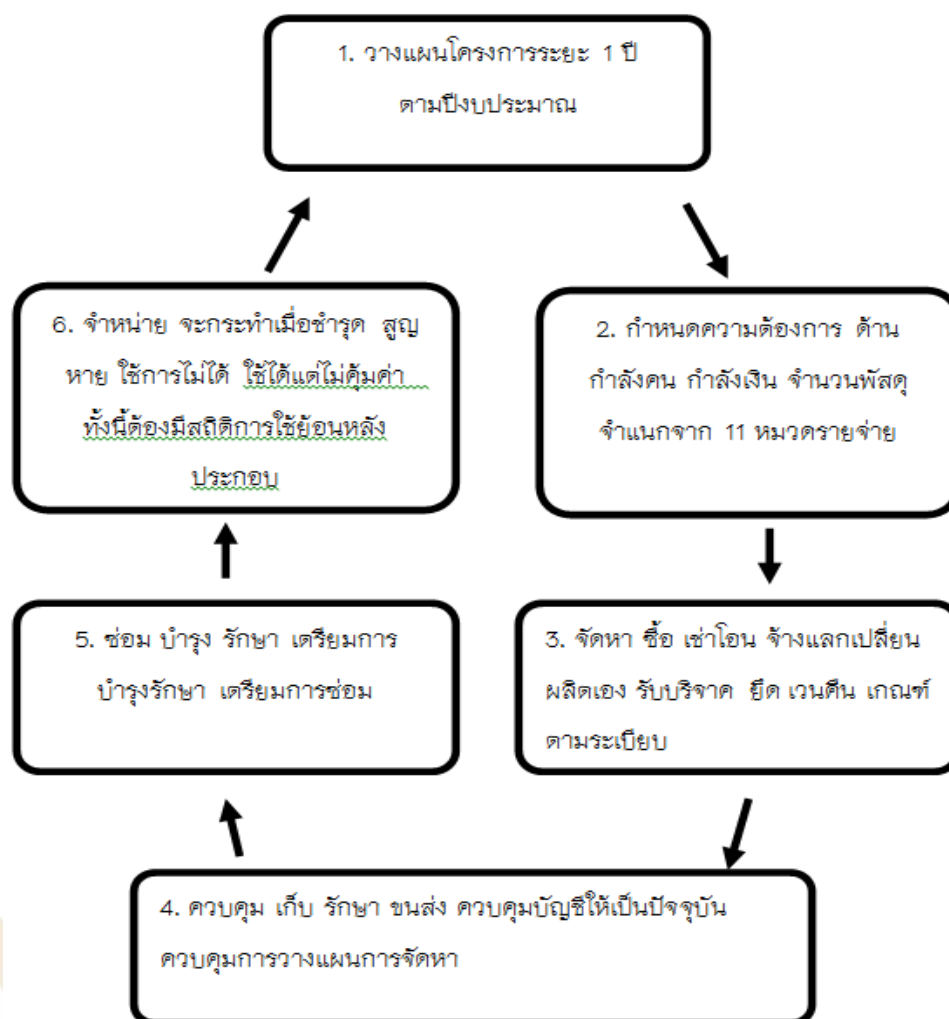 1. วางแผนโครงการระยะ 1 ปี
ตามปีงบประมาณ
2. กำหนดความต้องการ ด้าน
กำลังคน กำลังเงิน จำนวนพัสดุ
จำแนกจาก 11 หมวดรายจ่าย
3. จัดหา ซื้อ เช่าโอน จ้างแลกเปลี่ยน
ผลิตเอง รับบริจาค ยึด เวนคืน เกณฑ์
ตามระเบียบ
4. ควบคุม เก็บ รักษา ขนส่ง ควบคุมบัญชีให้เป็นปัจจุบัน
ควบคุมการวางแผนการจัดหา
5. ซ่อม บำรุง รักษา เตรียมการ
บำรุงรักษา เตรียมการซ่อม
6. จำหน่าย จะกระทำเมื่อชำรุด สูญ
หาย ใช้การไม่ได้ ใช้ได้แต่ไม่คุ้มค่า
ทั้งนี้ต้องมีสถิติการใช้ย้อนหลัง
ประกอบ